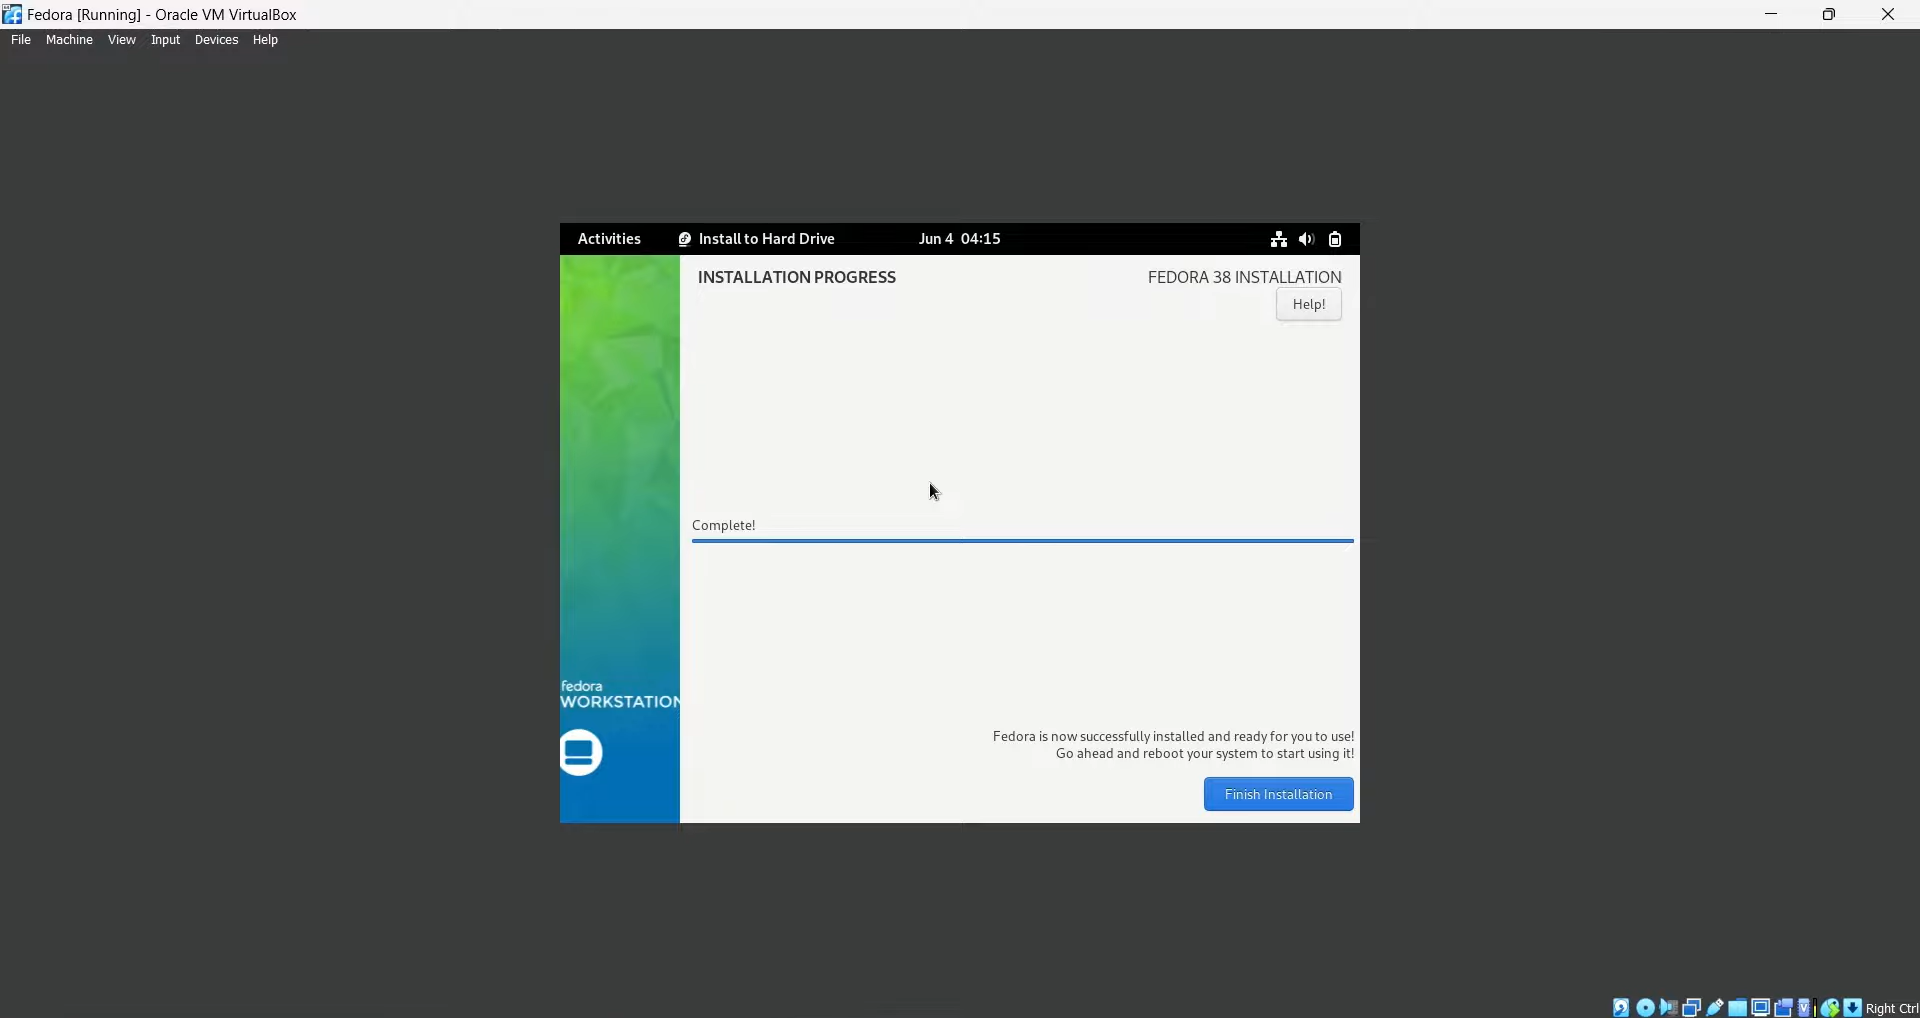 Fedora [Running] - Oracle VM VirtualBox
File Machine View Input Devices Help
Activities Install to Hard Drive Jun 4 04:15
INSTALLATION PROGRESS FEDORA 38 INSTALLATION
Help!
Complete!
fedora
WORKSTATION
Fedora is now successfully installed and ready for you to use!
Go ahead and reboot your system to start using it!
Finish Installation
Right Ctrl